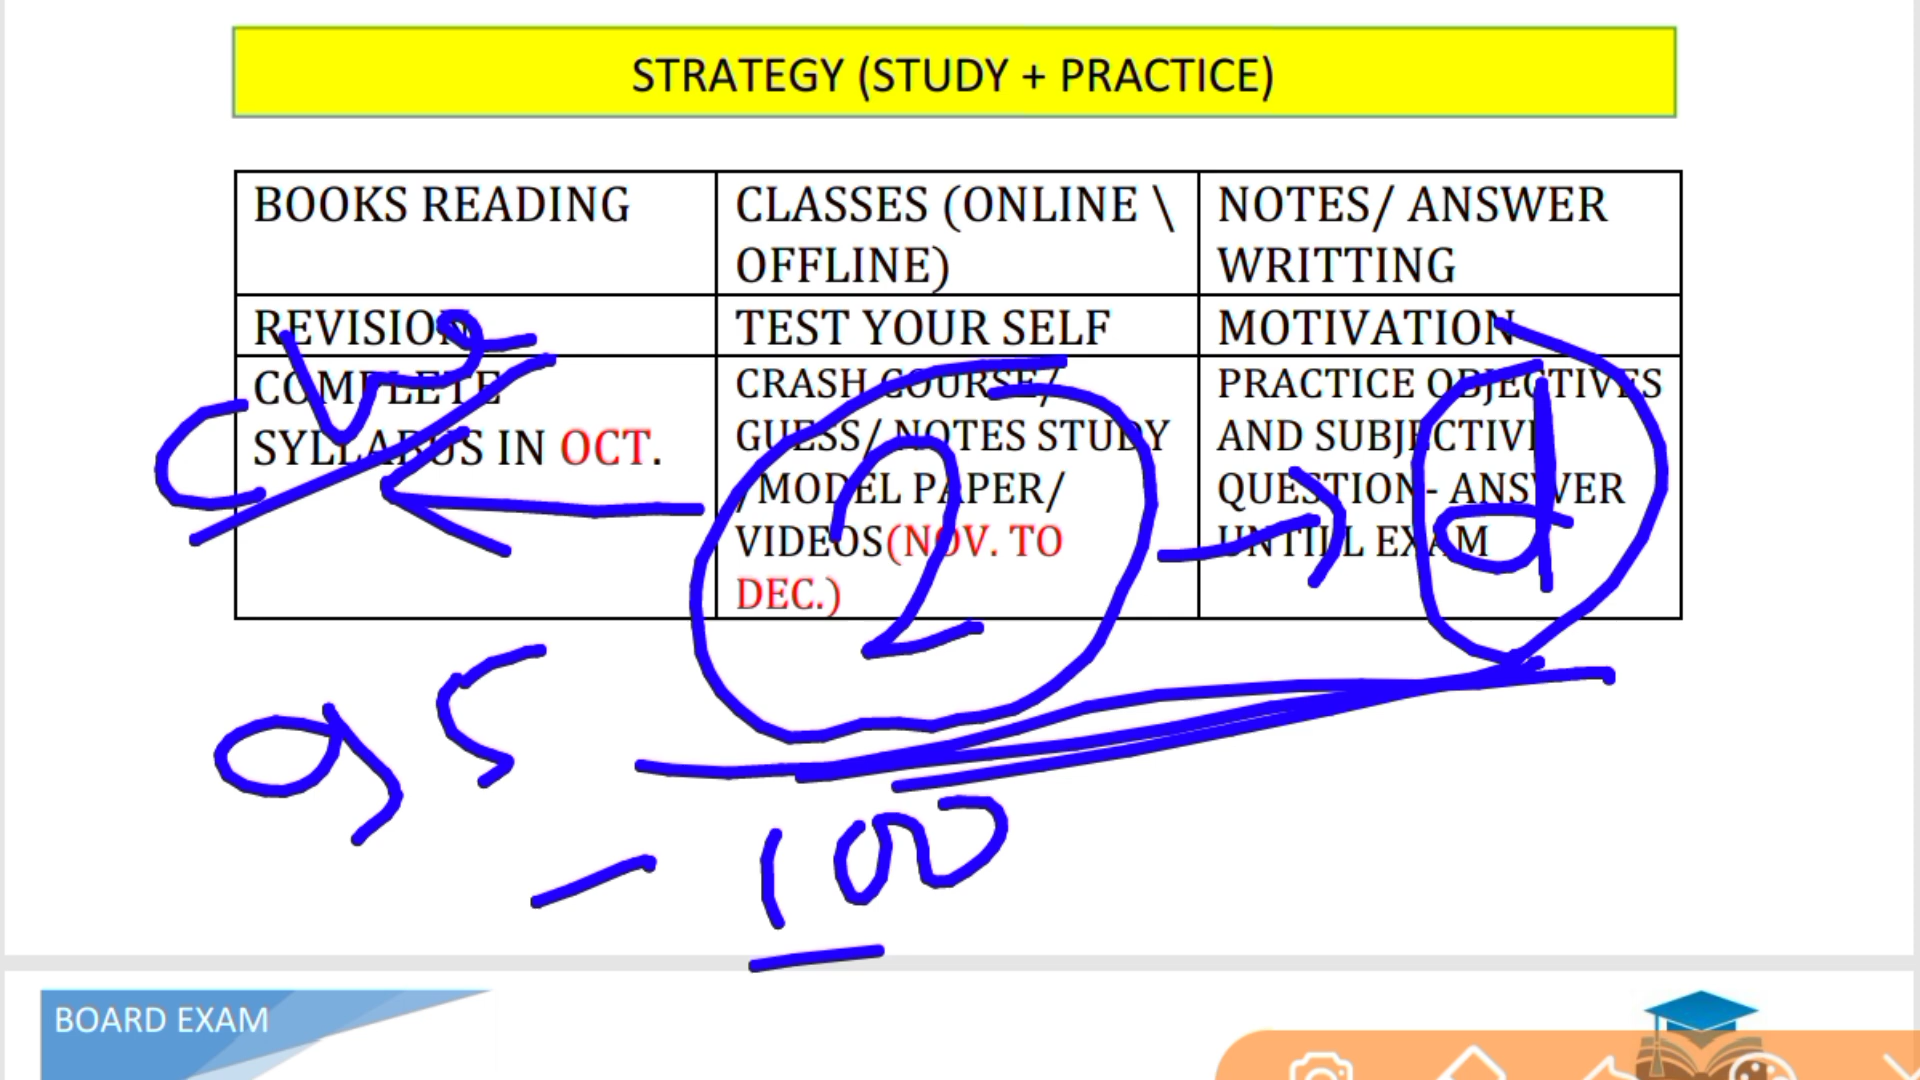 STRATEGY (STUDY + PRACTICE)
BOOKS READING
CLASSES (ONLINE \
OFFLINE)
NOTES/ ANSWER
WRITTING
REVISION
TEST YOUR SELF
MOTIVATION
COMPLETE
SYLLABUS IN OCT.
CRASH COURSE/
GUESS/ NOTES STUDY
/MODEL PAPER/
VIDEOS(NOV. TO
DEC.)
PRACTICE OBJECTIVES
AND SUBJECTIVE
QUESTION- ANSWER
UNTILL EXAM
2
95
- 100
BOARD EXAM